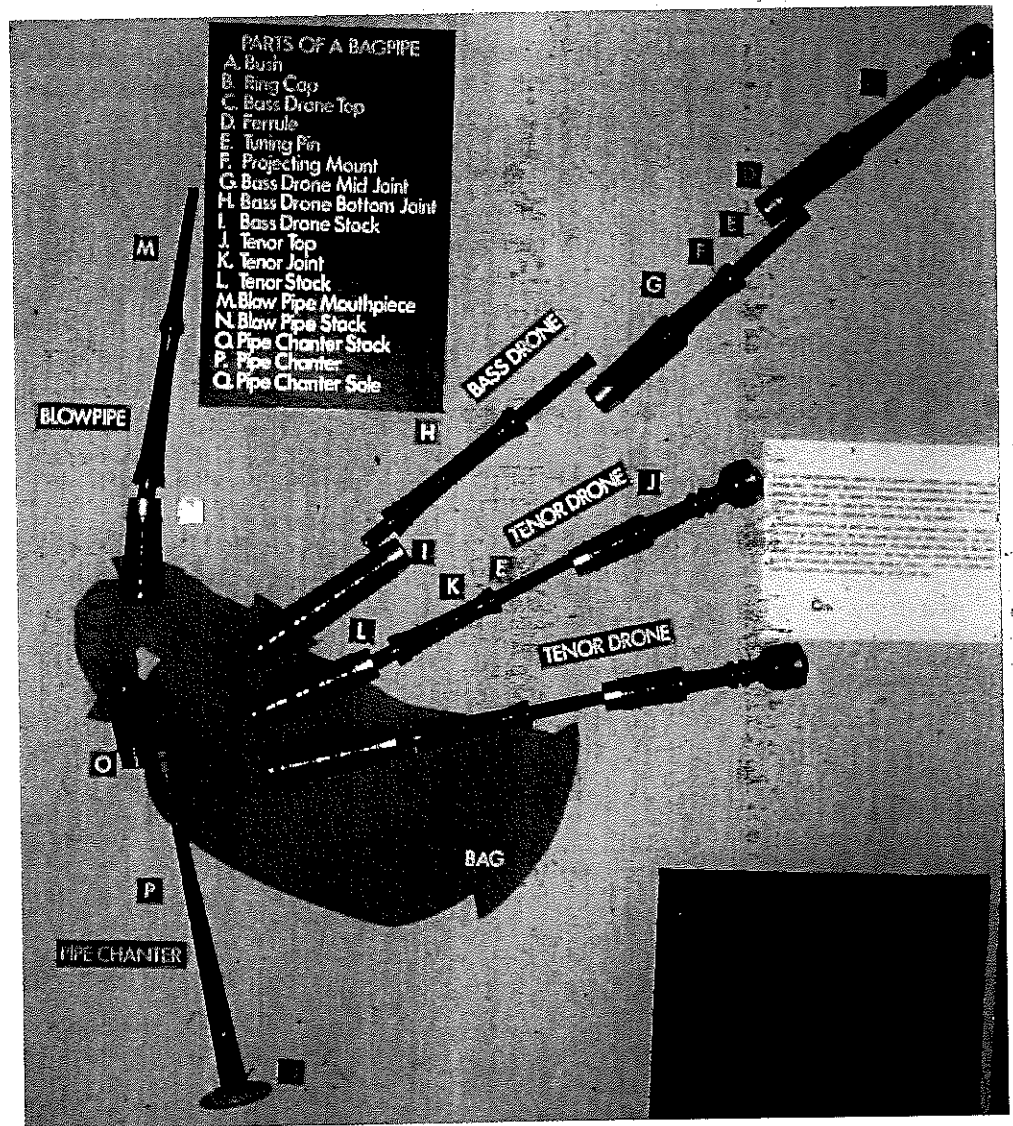 PARTS OF A BAGPIPE
A. Bush
B. Ring Cap
C. Bass Drone Top
D. Ferrule
E. Tuning Pin
F. Projecting Mount
G. Bass Drone Mid Joint
H. Bass Drone Bottom Joint
I. Bass Drone Stock
J. Tenor Top
K. Tenor Joint
L. Tenor Stock
M. Blow Pipe Mouthpiece
N. Blow Pipe Stock
O. Pipe Chanter Stock
P. Pipe Chanter
Q. Pipe Chanter Sole
D
E
F
G
M
BASS DRONE
BLOWPIPE
H
TENOR DRONE
J
I
K
E
L
TENOR DRONE
O
BAG
P
PIPE CHANTER